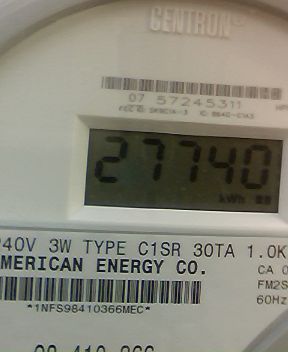 CENTRON®
07 57245311
27740
kWh
240V 3W TYPE C1SR 30TA 1.0K
AMERICAN ENERGY CO.
CA 0
FM2S
60Hz
*1NFS98410366MEC*